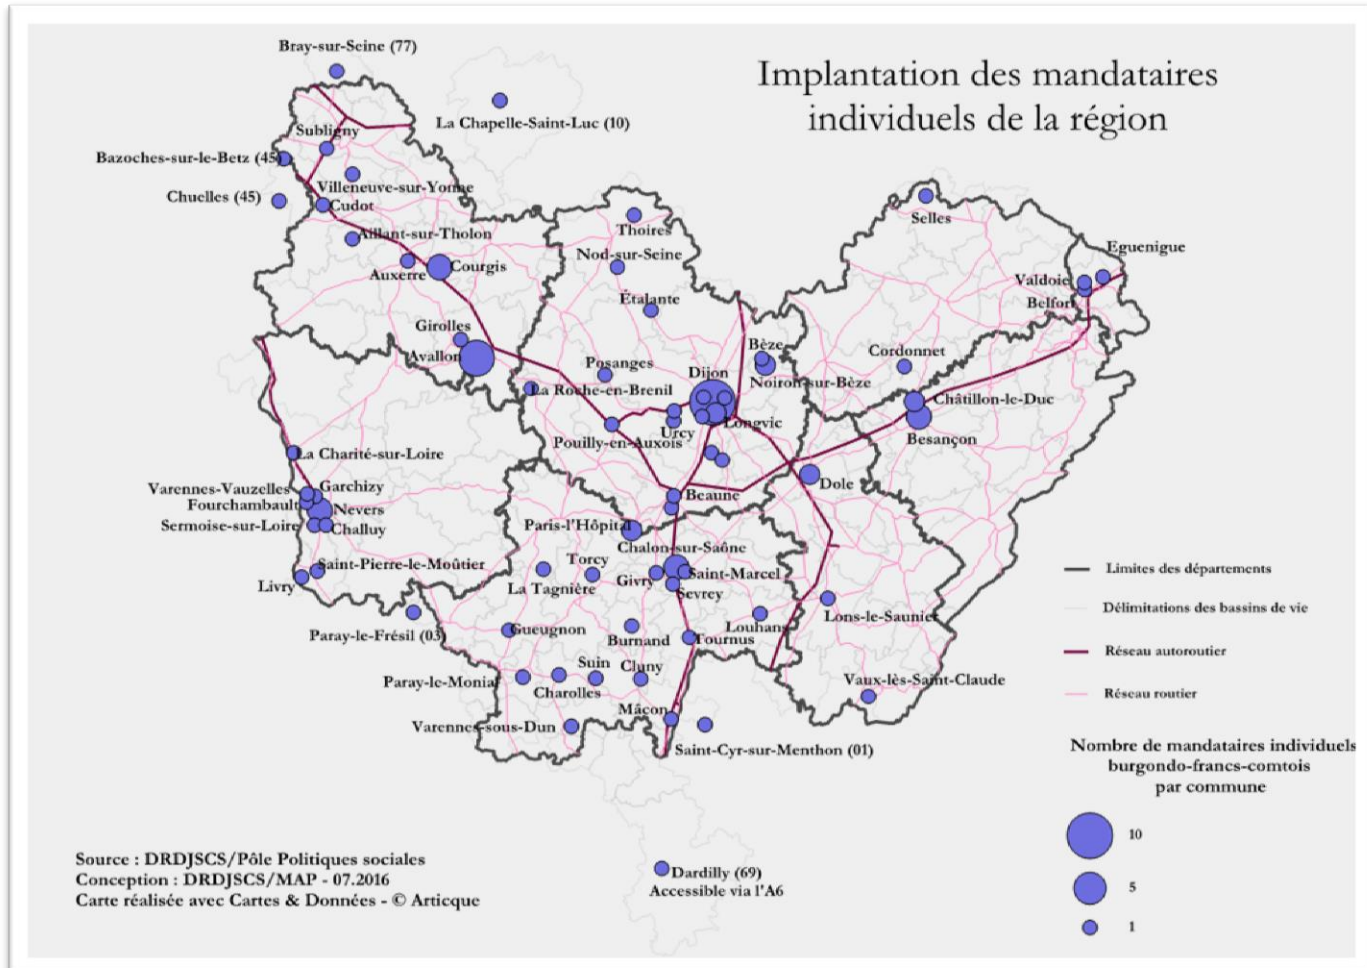 Implantation des mandataires
individuels de la région
Bray-sur-Seine (77)
La Chapelle-Saint-Luc (10)
Subligny
Bazoches-sur-le-Betz (45)
Villeneuve-sur-Yonne
Chuelles (45)
Cudot
Aillant-sur-Tholon
Auxerre
Courgis
Girolles
Avallon
Thoires
Nod-sur-Seine
Étalante
Posanges
La Roche-en-Brenil
Pouilly-en-Auxois
Urcy
Dijon
Longvic
Bèze
Noiron-sur-Bèze
Beaune
Selles
Eguenigue
Valdoie
Belfort
Cordonnet
Châtillon-le-Duc
Besançon
Dole
Lons-le-Saunier
Vaux-lès-Saint-Claude
La Charité-sur-Loire
Varennes-Vauzelles
Garchizy
Fourchambault
Nevers
Sermoise-sur-Loire
Challuy
Saint-Pierre-le-Moûtier
Livry
Paray-le-Frésil (03)
Paris-l'Hôpital
Chalon-sur-Saône
Torcy
La Tagnière
Givry
Saint-Marcel
Sevrey
Gueugnon
Burnand
Tournus
Louhans
Paray-le-Monial
Charolles
Suin
Cluny
Mâcon
Varennes-sous-Dun
Saint-Cyr-sur-Menthon (01)
Dardilly (69)
Accessible via l'A6
Limites des départements
Délimitations des bassins de vie
Réseau autoroutier
Réseau routier
Nombre de mandataires individuels
burgondo-francs-comtois
par commune
10
5
1
Source : DRDJSCS/Pôle Politiques sociales
Conception : DRDJSCS/MAP - 07.2016
Carte réalisée avec Cartes & Données - © Articque